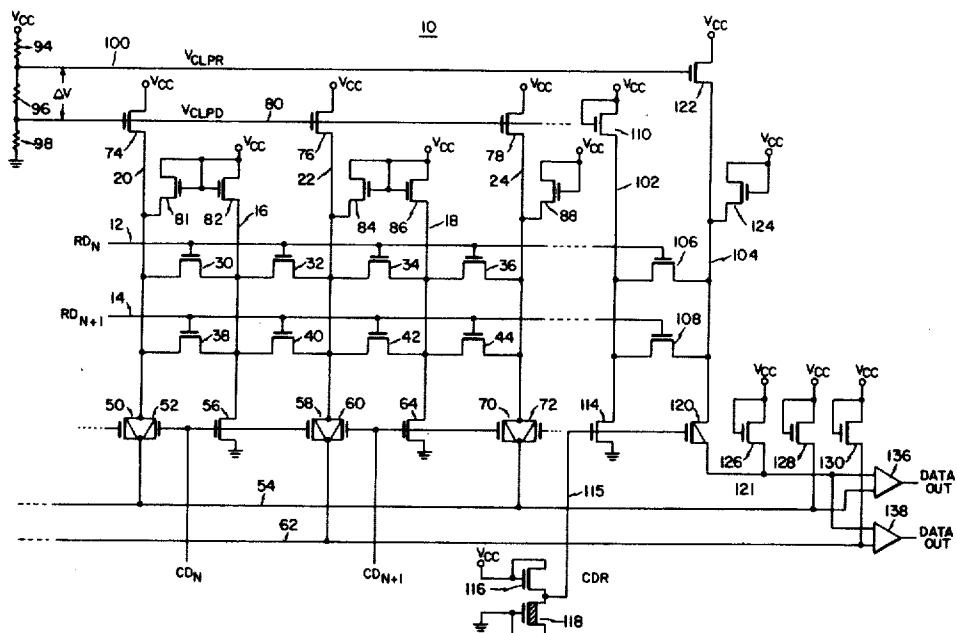 VCC
10
94
100
VCLPR
VCC
122
96
ΔV
VCC
VCC
VCC
VCC
VCLPD
80
110
98
74
76
78
VCC
VCC
VCC
VCC
20
22
24
102
81
82
16
84
86
18
88
124
12
RDN
30
32
34
36
106
104
14
RDN+1
38
40
42
44
108
VCC
VCC
VCC
50
52
56
58
60
64
70
72
114
120
126
128
130
136
DATA OUT
121
54
115
138
DATA OUT
62
VCC
CDN
CDN+1
116
CDR
118